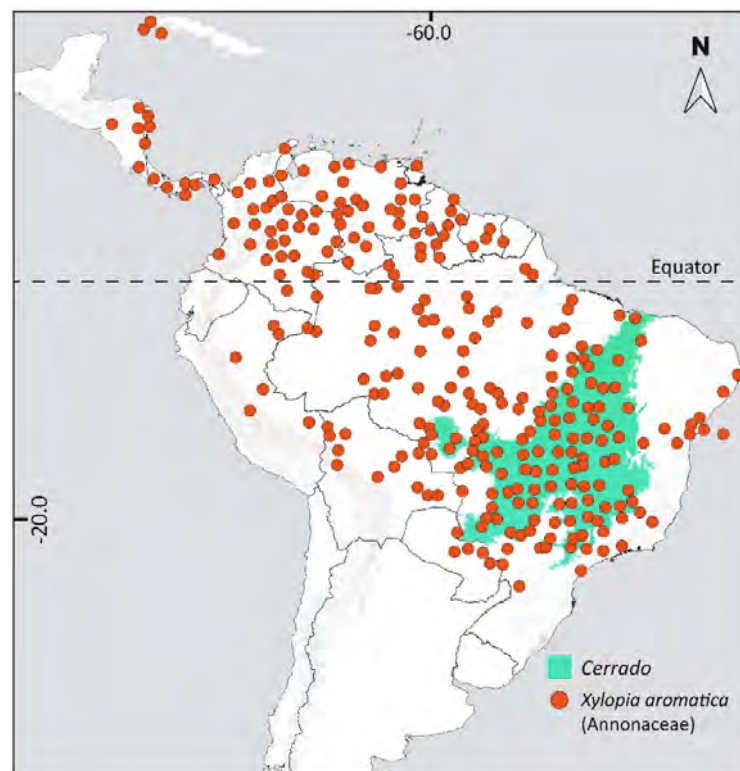 -60.0
N
Equator
-20.0
Cerrado
Xylopia aromatica
(Annonaceae)